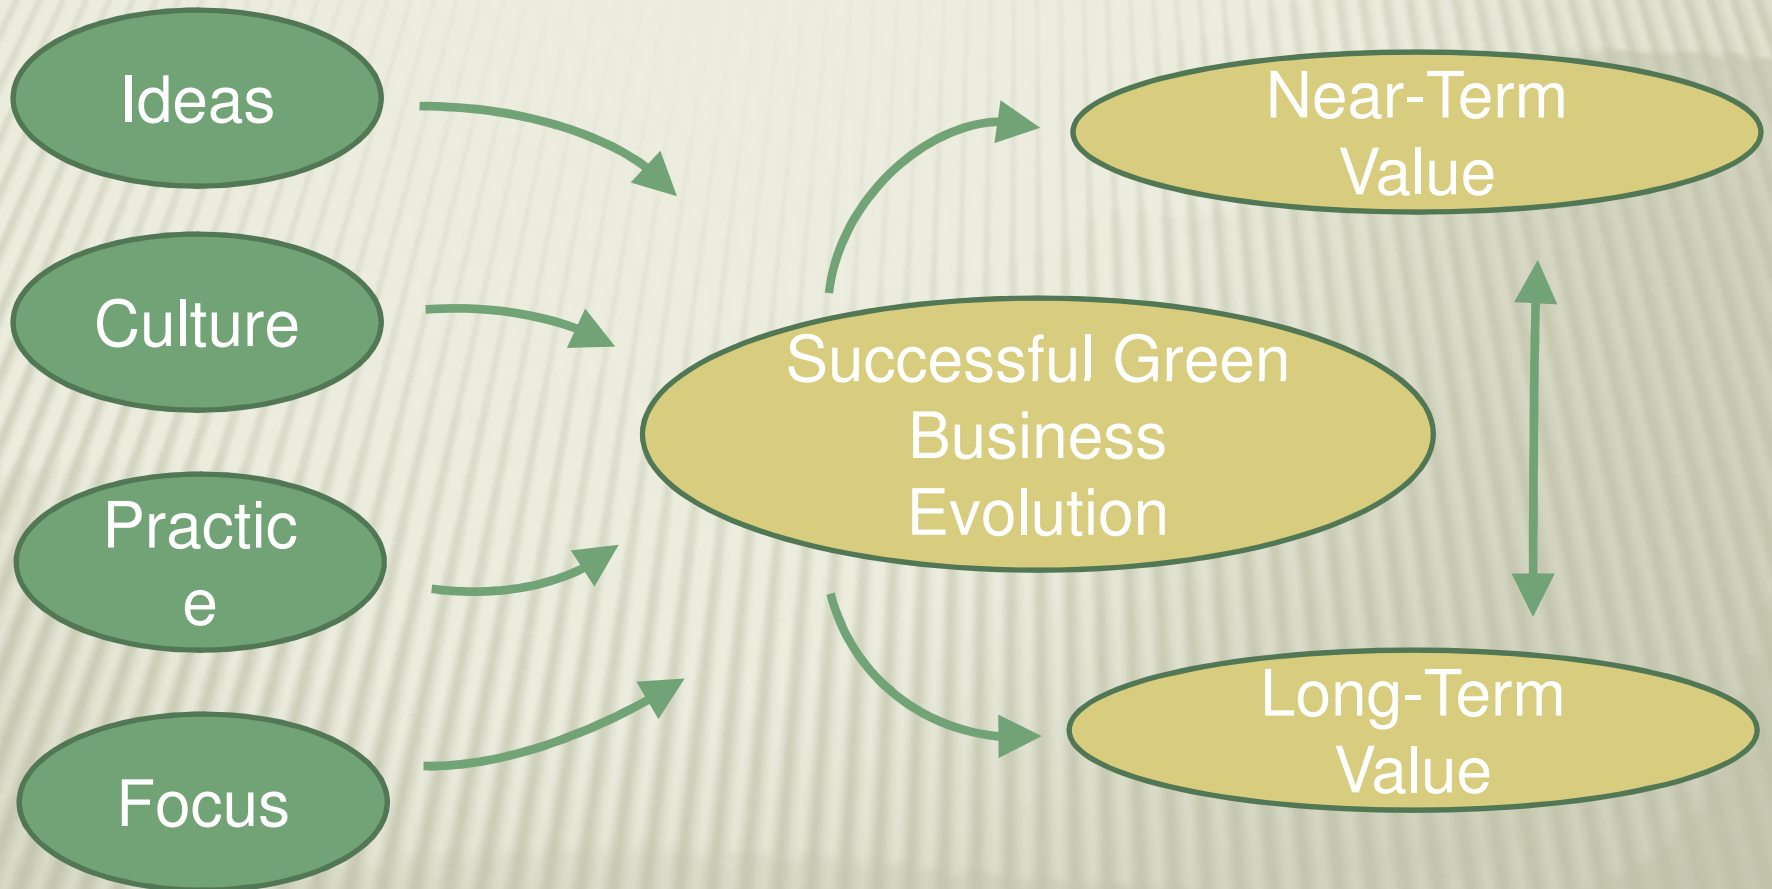 Ideas
Culture
Practic
e
Focus
Successful Green
Business
Evolution
Near-Term
Value
Long-Term
Value